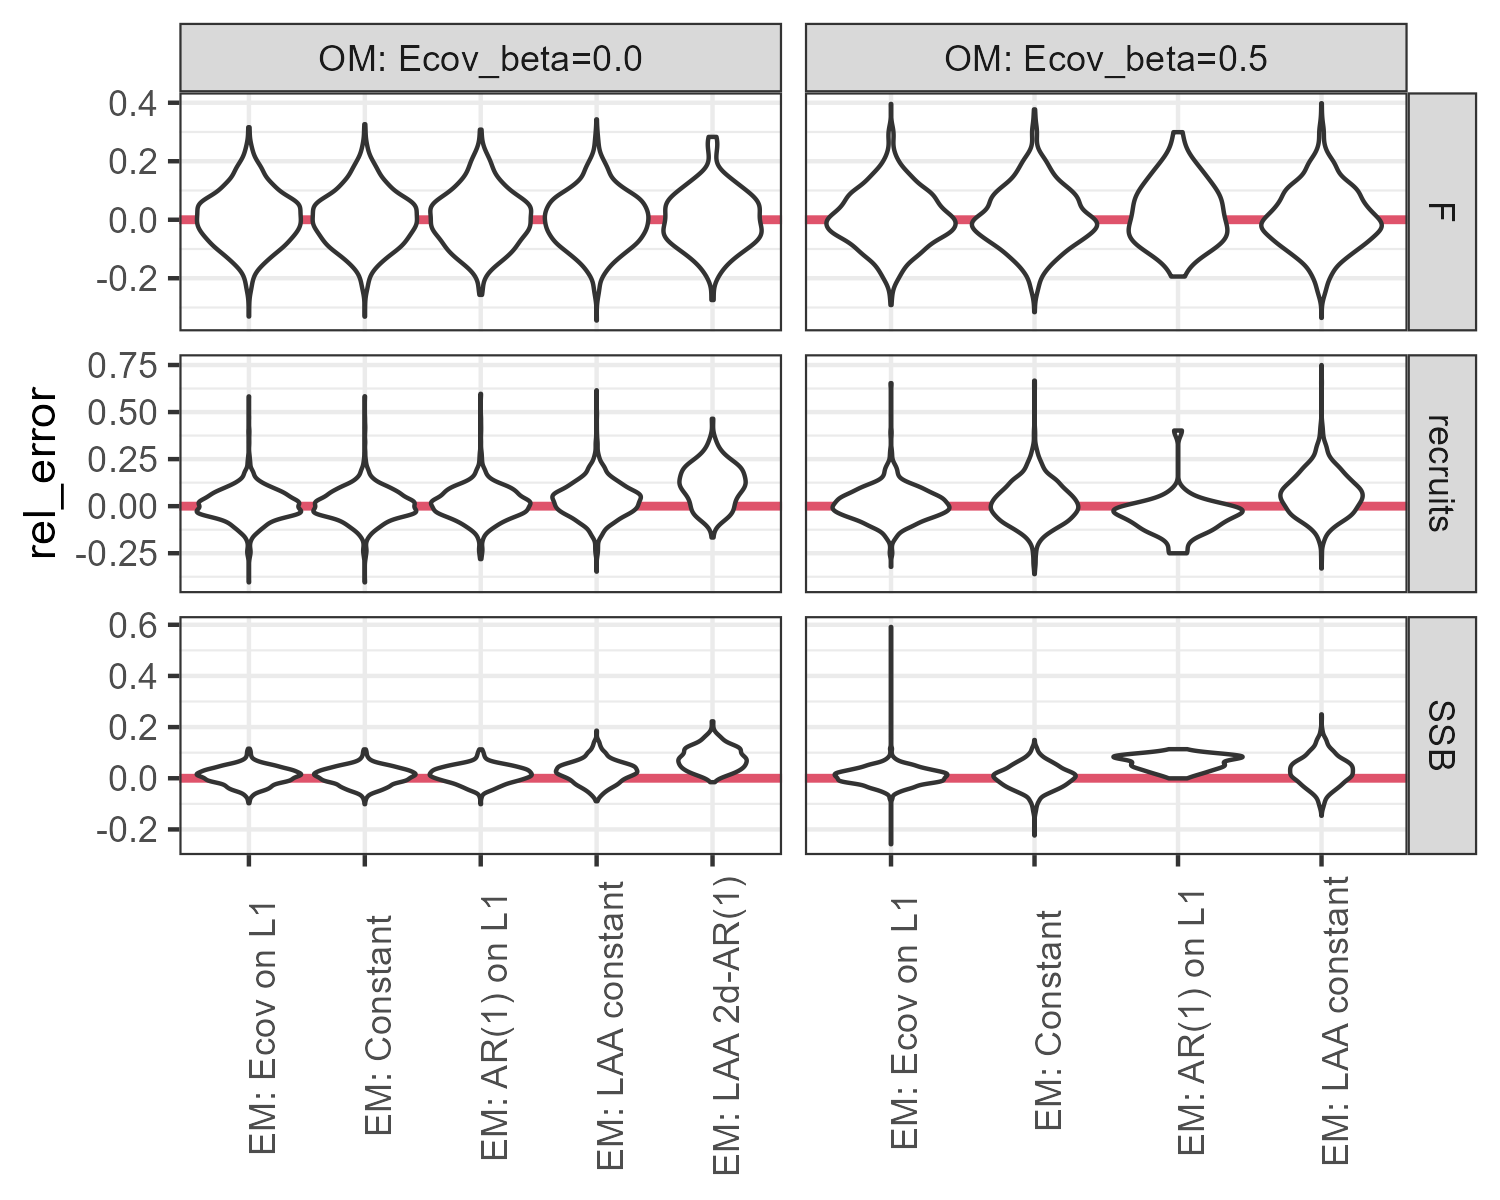 OM: Ecov_beta=0.0
OM: Ecov_beta=0.5
0.4
0.2
0.0
-0.2
F
0.75
0.50
0.25
0.00
-0.25
recruits
rel_error
0.6
0.4
0.2
0.0
-0.2
SSB
EM: Ecov on L1
EM: Constant
EM: AR(1) on L1
EM: LAA constant
EM: LAA 2d-AR(1)
EM: Ecov on L1
EM: Constant
EM: AR(1) on L1
EM: LAA constant